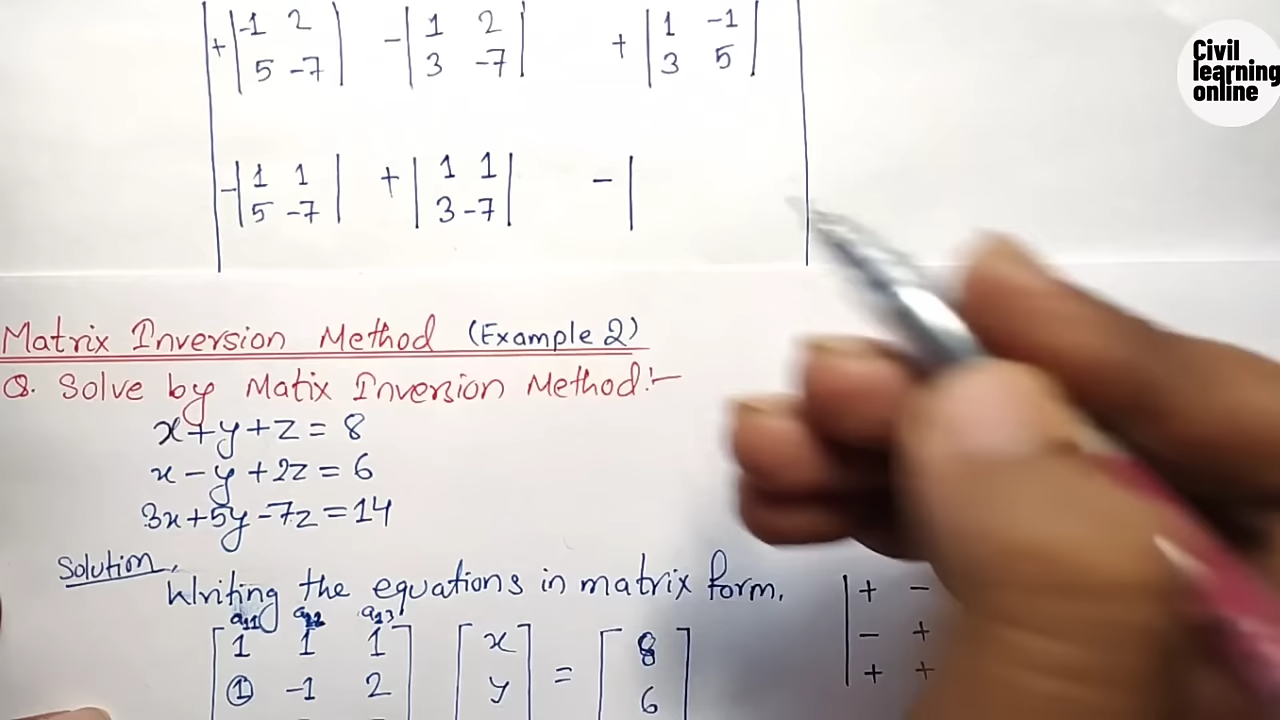 +|-1 2| -|1 2| +|1 -1|
|5 -7| |3 -7| |3 5|
-|1 1| +|1 1| -|
|5 -7| |3 -7|
Civil
learning
online
Matrix Inversion Method (Example 2)
Q. Solve by Matix Inversion Method:-
x+y+z=8
x-y+2z=6
3x+5y-7z=14
Solution,
Writing the equations in matrix form,
a11 a13
[1 1 1] [x] = [8]
[1 -1 2] [y] [6]
|+ -
|- +
|+ +